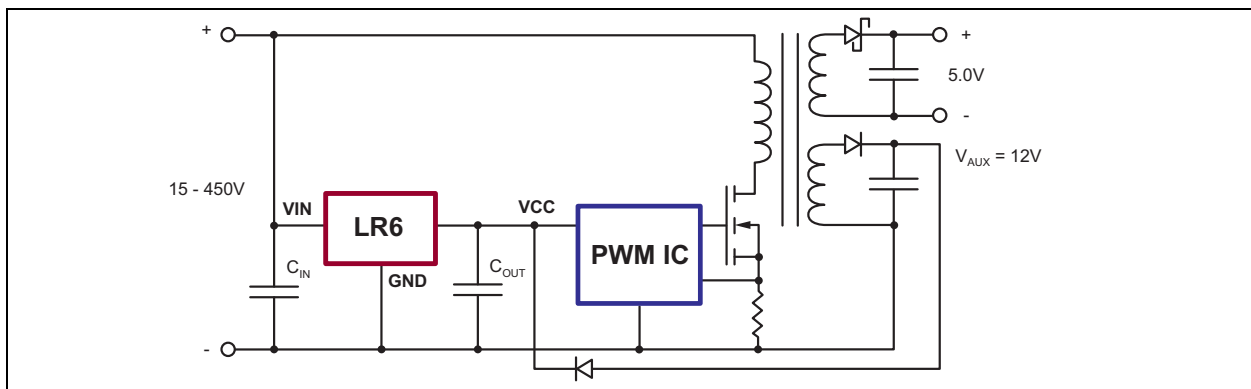 +
+
5.0V
-
V_AUX = 12V
15 - 450V
VIN
LR6
VCC
PWM IC
C_IN
GND
C_OUT
-